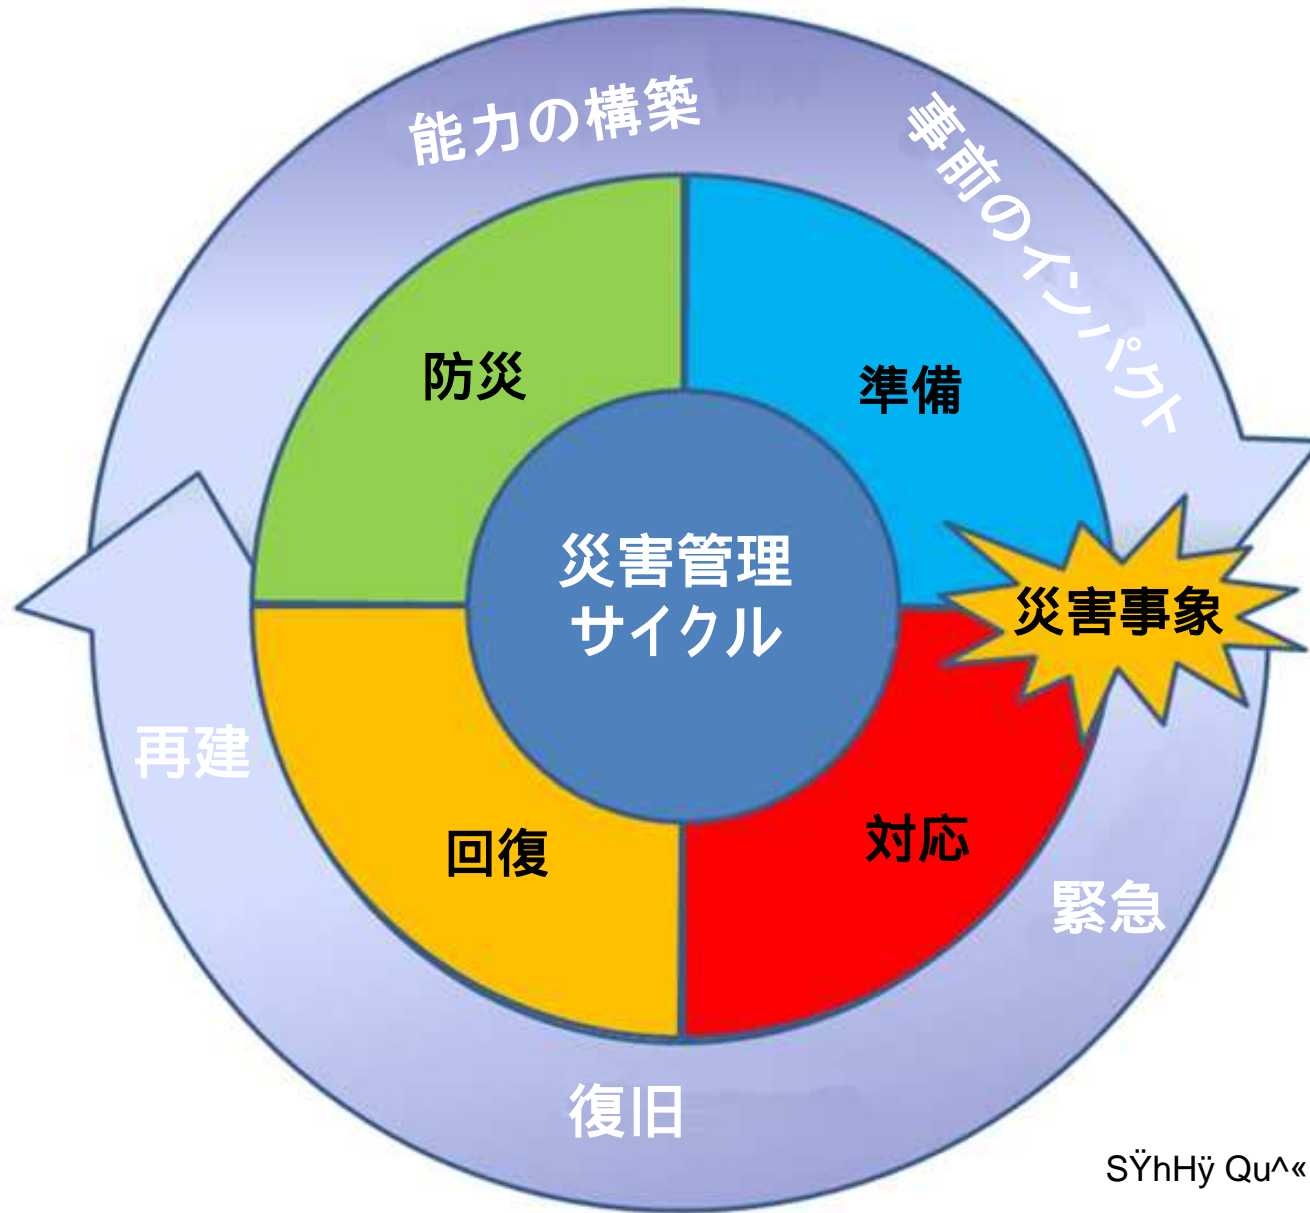 能力の構築
事前のインパクト
防災
準備
災害管理
サイクル
災害事象
再建
回復
対応
緊急
復旧
SŸhHÿ Qu^«